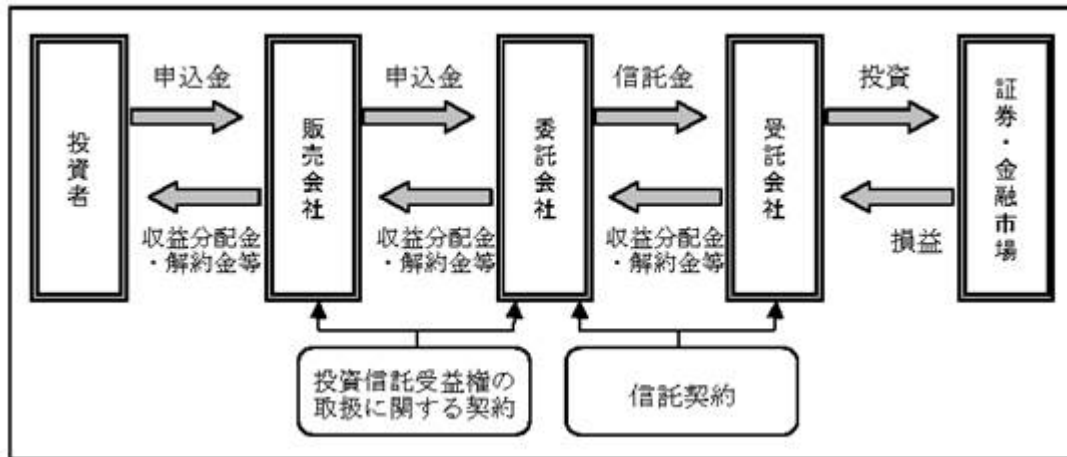 申込金
申込金
信託金
投資
投資者
販売会社
委託会社
受託会社
証券・金融市場
収益分配金
・解約金等
収益分配金
・解約金等
収益分配金
・解約金等
損益
投資信託受益権の
取扱に関する契約
信託契約